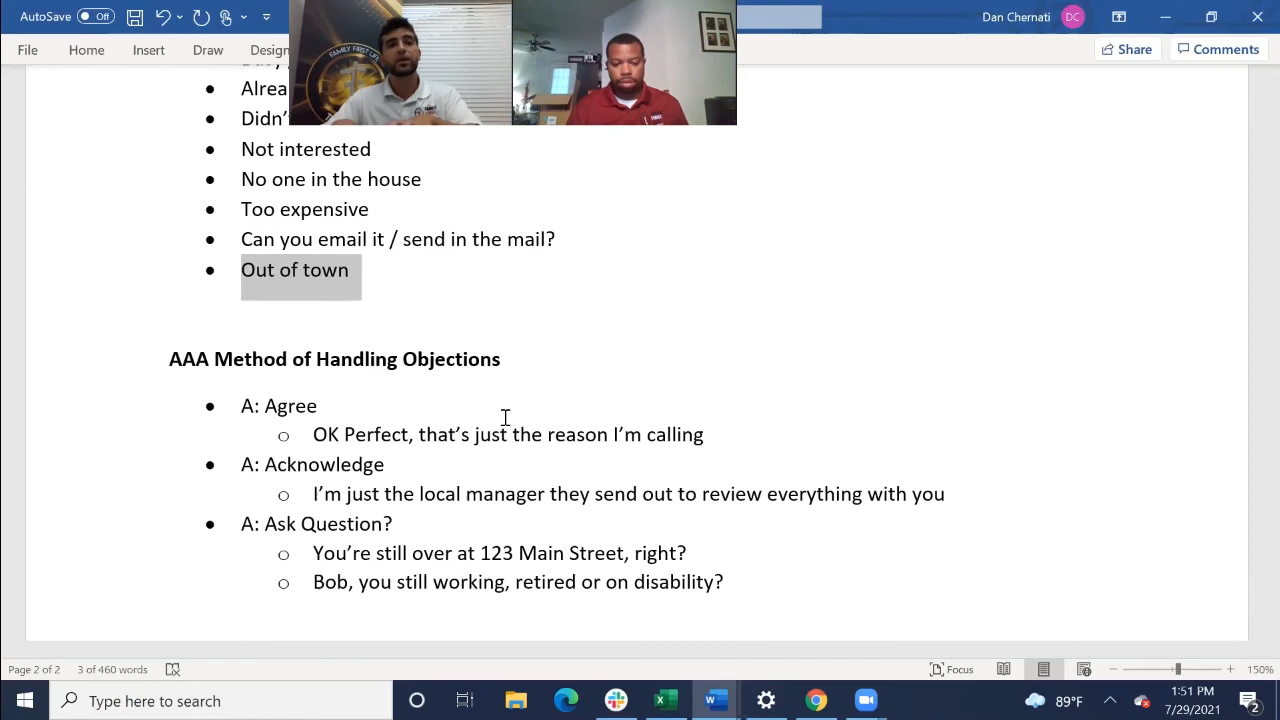 AutoSave Off
DC
File Home Insert Draw Design
Share Comments
FAMILY FIRST LIFE
Alrea
Didn'
Not interested
No one in the house
Too expensive
Can you email it / send in the mail?
Out of town
AAA Method of Handling Objections
A: Agree
OK Perfect, that's just the reason I'm calling
A: Acknowledge
I'm just the local manager they send out to review everything with you
A: Ask Question?
You're still over at 123 Main Street, right?
Bob, you still working, retired or on disability?
Page 2 of 2 3 of 460 words Focus 150%
Type here to search
89°F
1:51 PM
7/29/2021
2